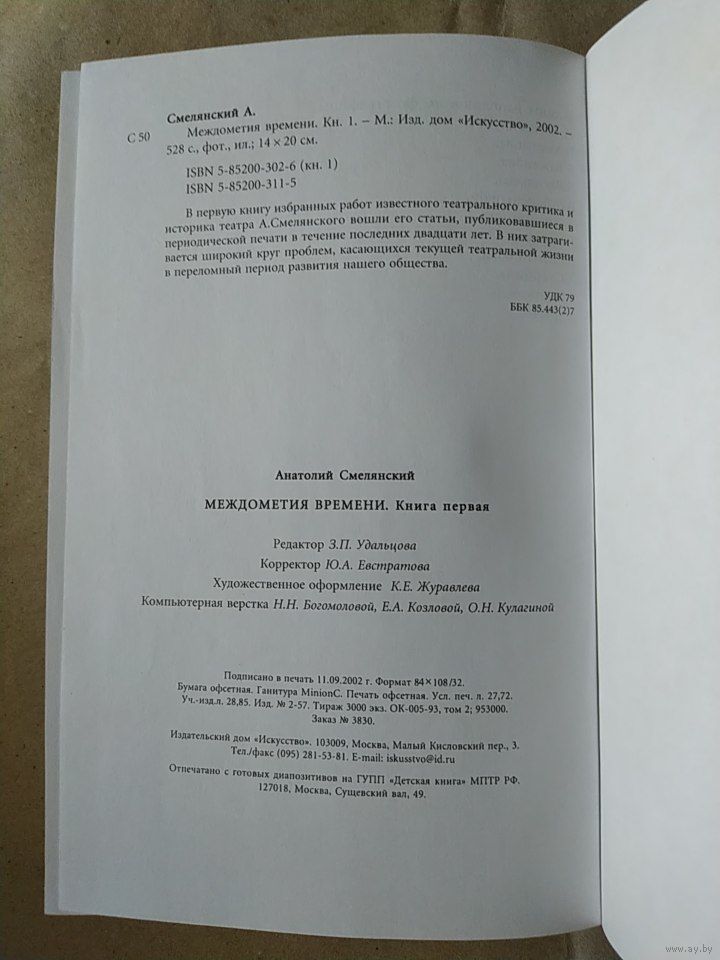 Смелянский А.
С 50 Междометия времени. Кн. 1. – М.: Изд. дом «Искусство», 2002. –
528 с., фот., ил.; 14 × 20 см.
ISBN 5-85200-302-6 (кн. 1)
ISBN 5-85200-311-5
В первую книгу избранных работ известного театрального критика и
историка театра А.Смелянского вошли его статьи, публиковавшиеся в
периодической печати в течение последних двадцати лет. В них затраги-
вается широкий круг проблем, касающихся текущей театральной жизни
в переломный период развития нашего общества.
УДК 79
ББК 85.443(2)7
Анатолий Смелянский
МЕЖДОМЕТИЯ ВРЕМЕНИ. Книга первая
Редактор З.П. Удальцова
Корректор Ю.А. Евстратова
Художественное оформление К.Е. Журавлева
Компьютерная верстка Н.Н. Богомоловой, Е.А. Козловой, О.Н. Кулагиной
Подписано в печать 11.09.2002 г. Формат 84×108/32.
Бумага офсетная. Ганитура MinionC. Печать офсетная. Усл. печ. л. 27,72.
Уч.-изд.л. 28,85. Изд. № 2-57. Тираж 3000 экз. ОК-005-93, том 2; 953000.
Заказ № 3830.
Издательский дом «Искусство». 103009, Москва, Малый Кисловский пер., 3.
Тел./факс (095) 281-53-81. E-mail: iskusstvo@id.ru
Отпечатано с готовых диапозитивов на ГУПП «Детская книга» МПТР РФ.
127018, Москва, Сущевский вал, 49.
www.ay.by